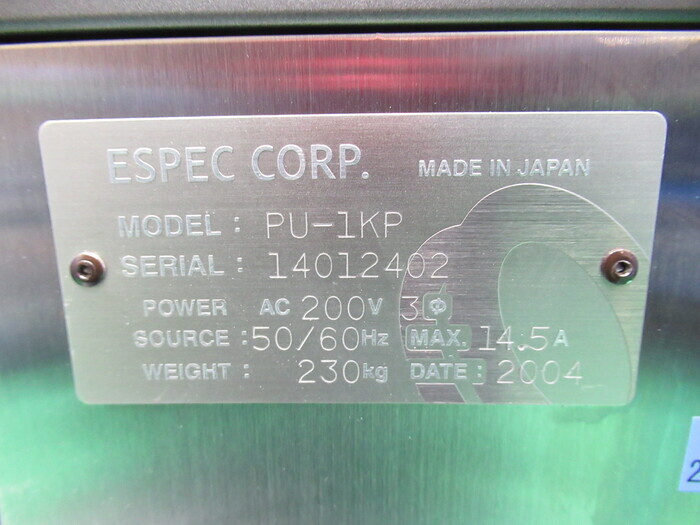 ESPEC CORP. MADE IN JAPAN
MODEL : PU-1KP
SERIAL : 14012402
POWER AC 200V 3ϕ
SOURCE : 50/60Hz MAX. 14.5A
WEIGHT : 230kg DATE : 2004
2